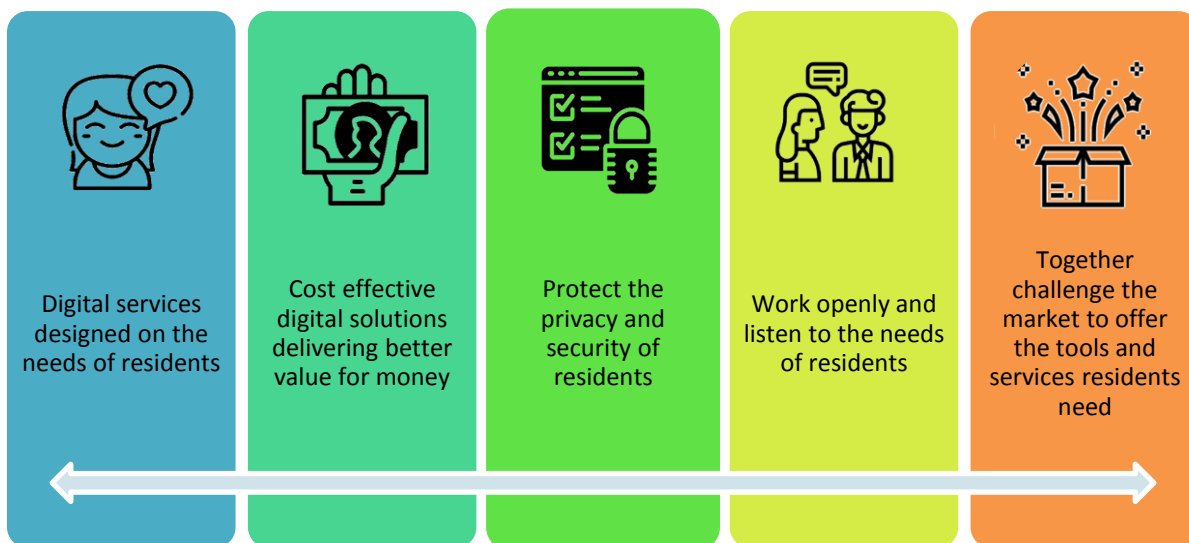 Digital services
designed on the
needs of residents
Cost effective
digital solutions
delivering better
value for money
Protect the
privacy and
security of
residents
Work openly and
listen to the needs
of residents
Together
challenge the
market to offer
the tools and
services residents
need